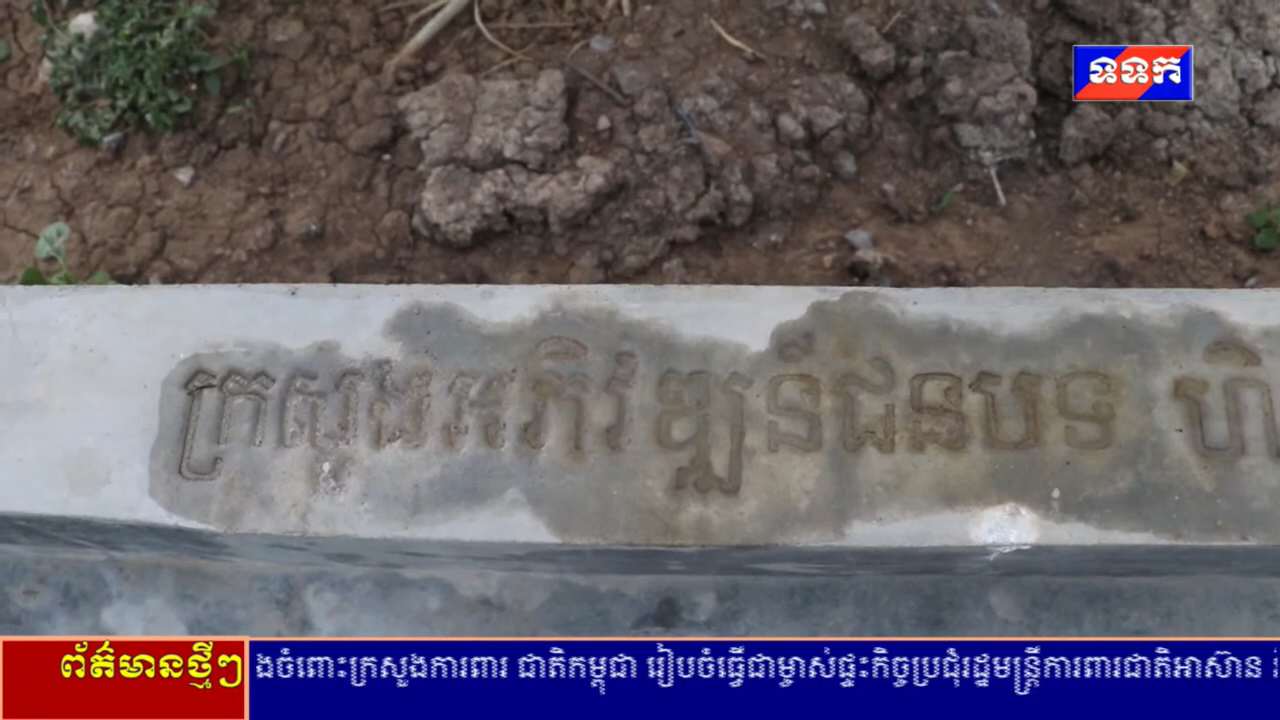 ទទក
ក្រសួងអភិវឌ្ឍន៍ជនបទ
ព័ត៌មានថ្មីៗ
ងចំពោះក្រសួងការពារ ជាតិកម្ពុជា រៀបចំធ្វើជាម្ចាស់ផ្ទះកិច្ចប្រជុំរដ្ឋមន្ត្រីការពារជាតិអាស៊ាន